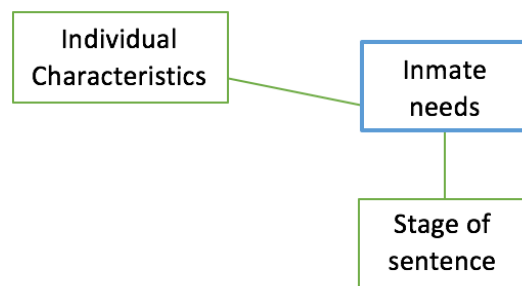 Individual
Characteristics
Inmate
needs
Stage of
sentence